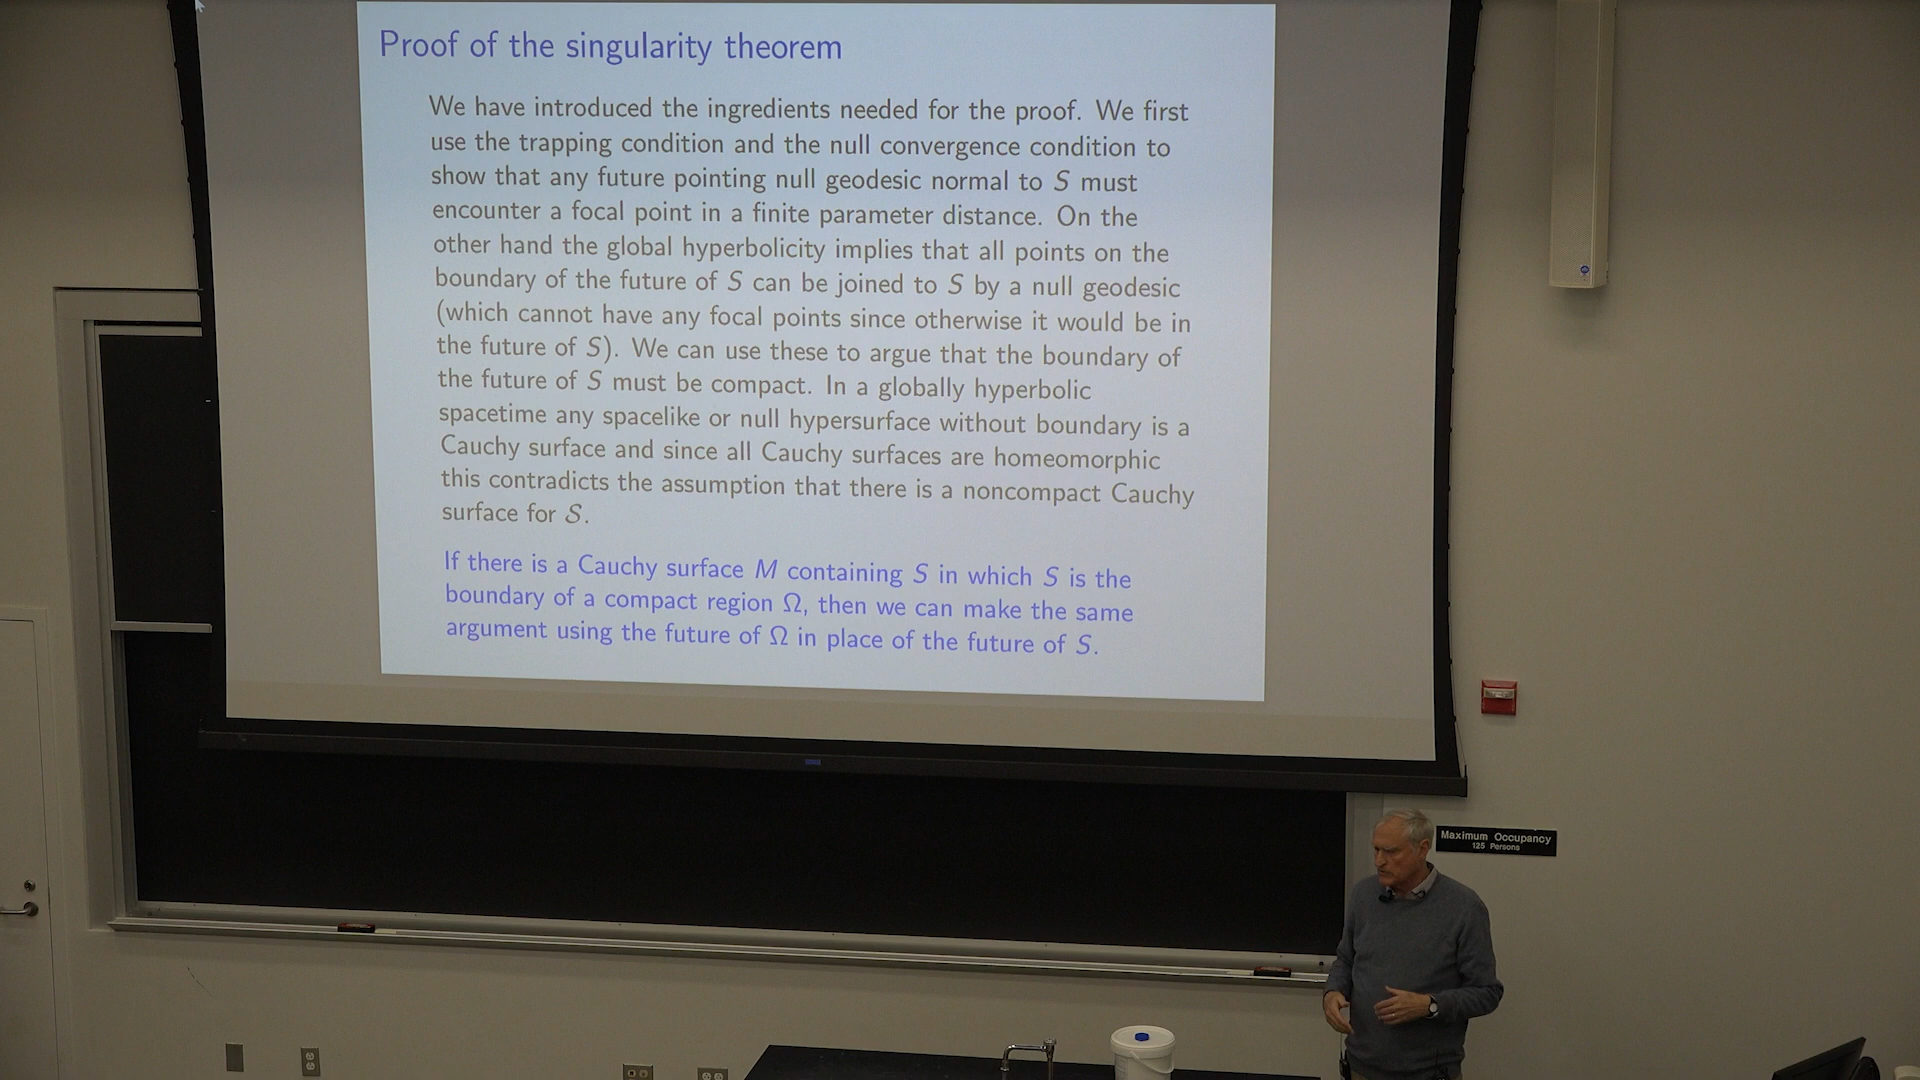 Proof of the singularity theorem
We have introduced the ingredients needed for the proof. We first
use the trapping condition and the null convergence condition to
show that any future pointing null geodesic normal to S must
encounter a focal point in a finite parameter distance. On the
other hand the global hyperbolicity implies that all points on the
boundary of the future of S can be joined to S by a null geodesic
(which cannot have any focal points since otherwise it would be in
the future of S). We can use these to argue that the boundary of
the future of S must be compact. In a globally hyperbolic
spacetime any spacelike or null hypersurface without boundary is a
Cauchy surface and since all Cauchy surfaces are homeomorphic
this contradicts the assumption that there is a noncompact Cauchy
surface for 𝒮.
If there is a Cauchy surface M containing S in which S is the
boundary of a compact region Ω, then we can make the same
argument using the future of Ω in place of the future of S.
Maximum Occupancy
125 Persons